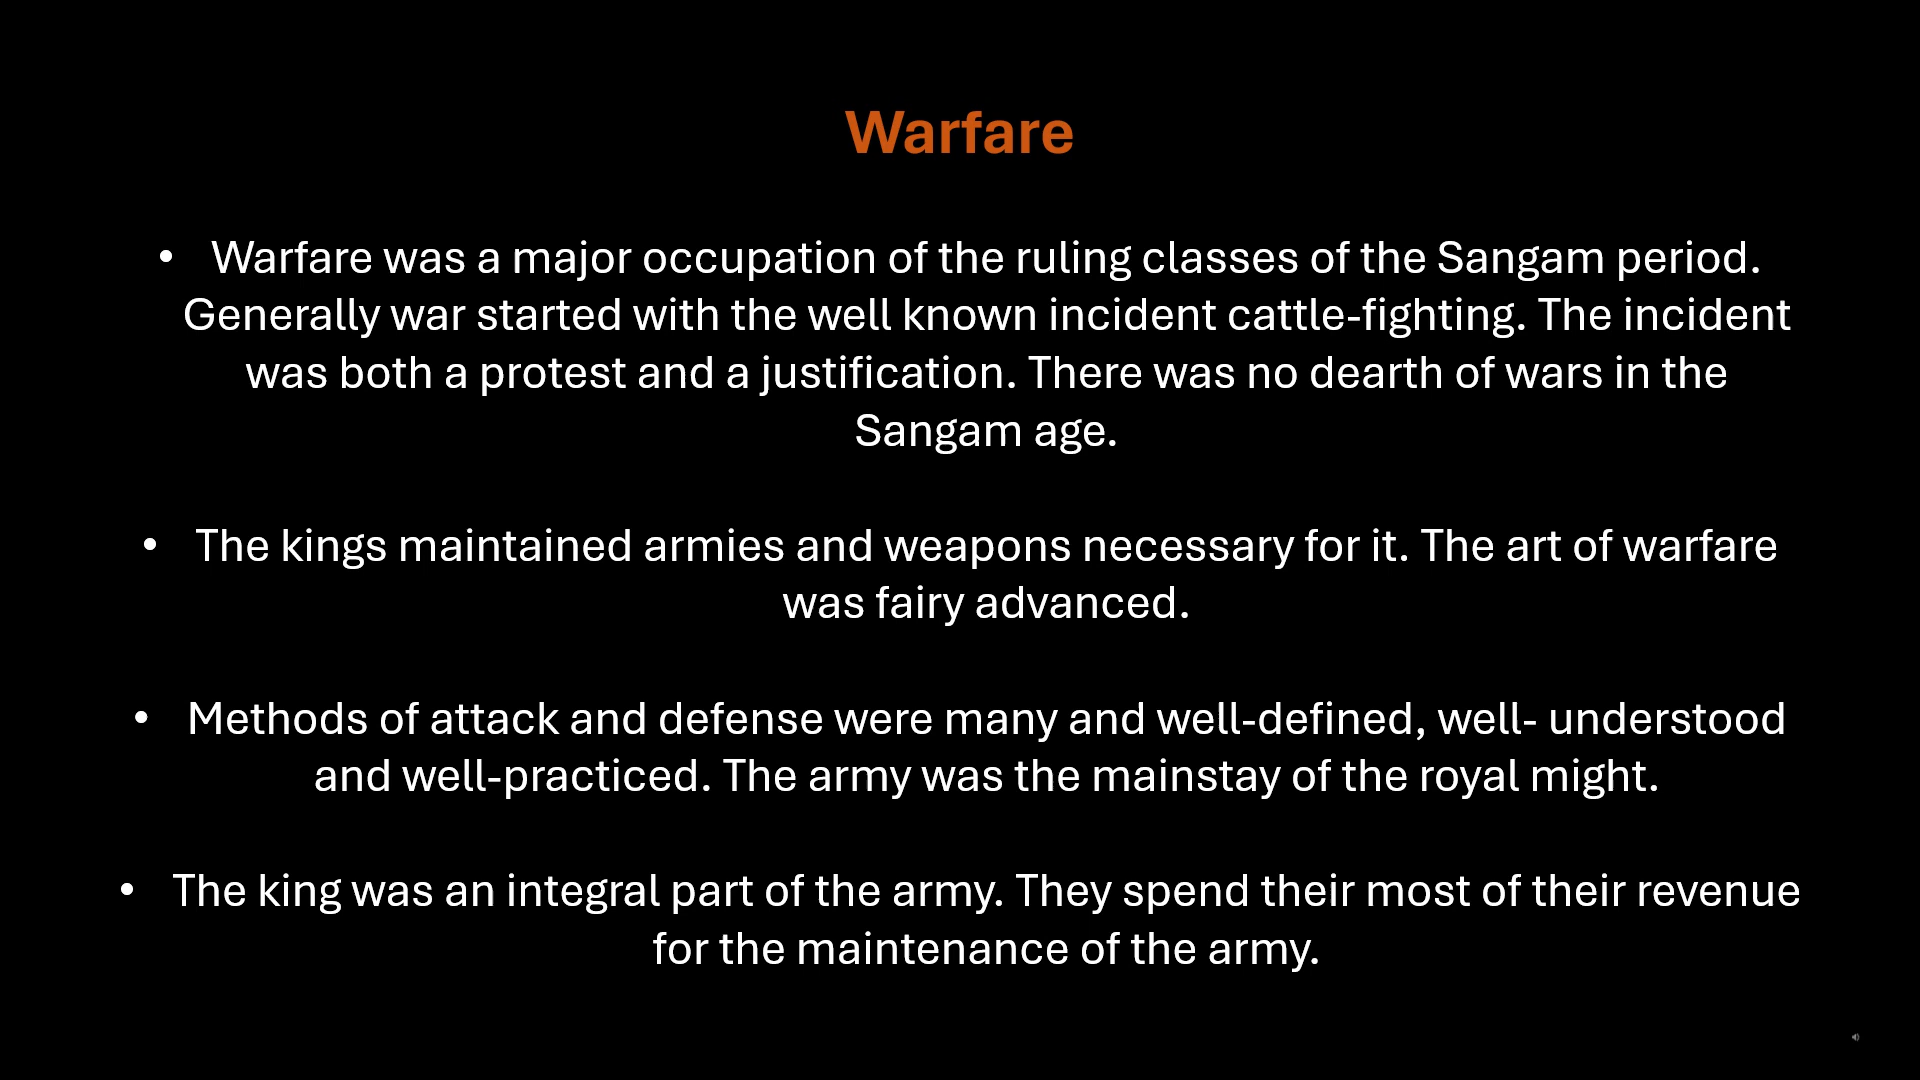 Warfare
• Warfare was a major occupation of the ruling classes of the Sangam period.
Generally war started with the well known incident cattle-fighting. The incident
was both a protest and a justification. There was no dearth of wars in the
Sangam age.
• The kings maintained armies and weapons necessary for it. The art of warfare
was fairy advanced.
• Methods of attack and defense were many and well-defined, well- understood
and well-practiced. The army was the mainstay of the royal might.
• The king was an integral part of the army. They spend their most of their revenue
for the maintenance of the army.